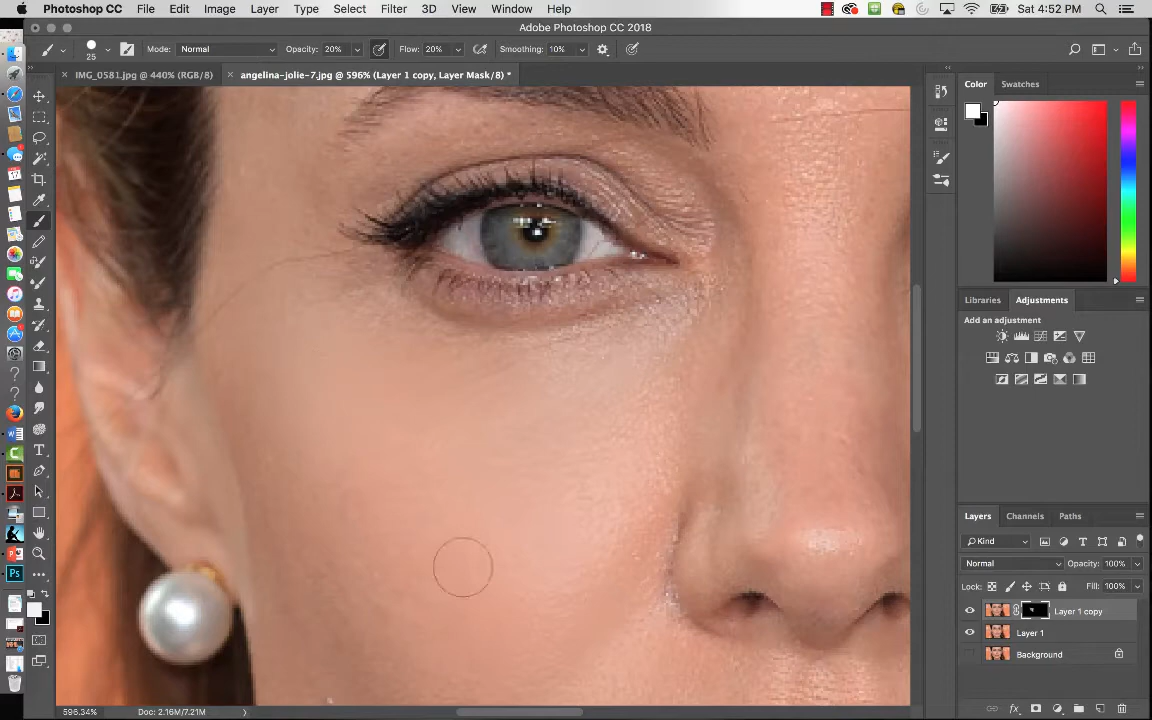 Photoshop CC File Edit Image Layer Type Select Filter 3D View Window Help Sat 4:52 PM
Adobe Photoshop CC 2018
25 Mode: Normal Opacity: 20% Flow: 20% Smoothing: 10%
IMG_0581.jpg @ 440% (RGB/8) angelina-jolie-7.jpg @ 596% (Layer 1 copy, Layer Mask/8) *
Color Swatches
Libraries Adjustments
Add an adjustment
Layers Channels Paths
Kind
Normal Opacity: 100%
Lock: Fill: 100%
Layer 1 copy
Layer 1
Background
Ps
596.34% Doc: 2.16M/7.21M